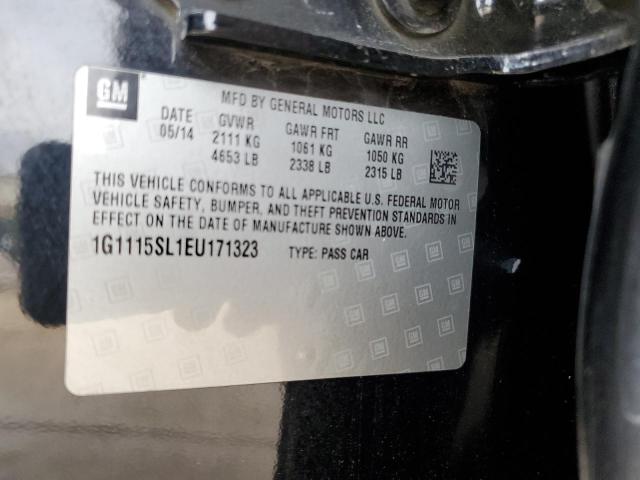 GM
MFD BY GENERAL MOTORS LLC
DATE GVWR GAWR FRT GAWR RR
05/14 2111 KG 1061 KG 1050 KG
4653 LB 2338 LB 2315 LB
THIS VEHICLE CONFORMS TO ALL APPLICABLE U.S. FEDERAL MOTOR
VEHICLE SAFETY, BUMPER, AND THEFT PREVENTION STANDARDS IN
EFFECT ON THE DATE OF MANUFACTURE SHOWN ABOVE.
1G1115SL1EU171323 TYPE: PASS CAR